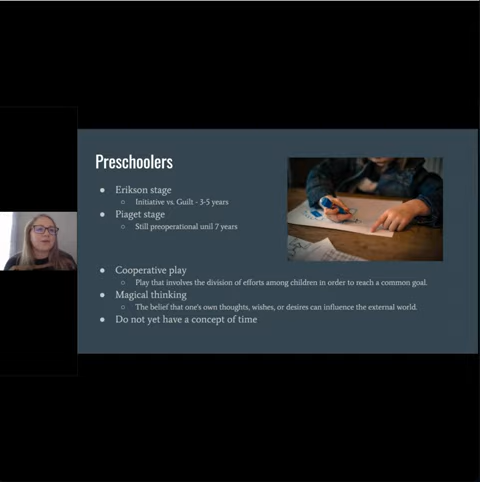 Preschoolers
Erikson stage
Initiative vs. Guilt - 3-5 years
Piaget stage
Still preoperational until 7 years
Cooperative play
Play that involves the division of efforts among children in order to reach a common goal.
Magical thinking
The belief that one's own thoughts, wishes, or desires can influence the external world.
Do not yet have a concept of time